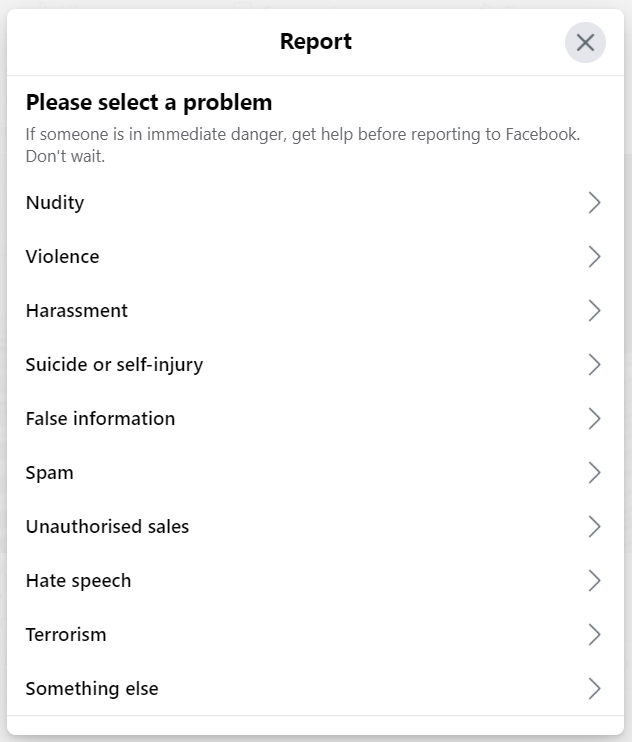 Report
Please select a problem
If someone is in immediate danger, get help before reporting to Facebook.
Don't wait.
Nudity
Violence
Harassment
Suicide or self-injury
False information
Spam
Unauthorised sales
Hate speech
Terrorism
Something else